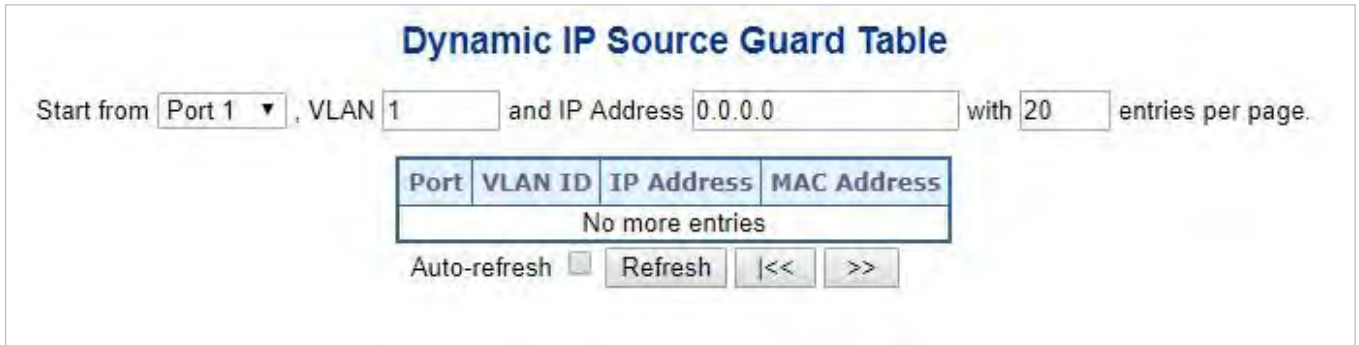 Dynamic IP Source Guard Table
Start from Port 1 , VLAN 1 and IP Address 0.0.0.0 with 20 entries per page.
Port VLAN ID IP Address MAC Address
No more entries
Auto-refresh Refresh |<< >>